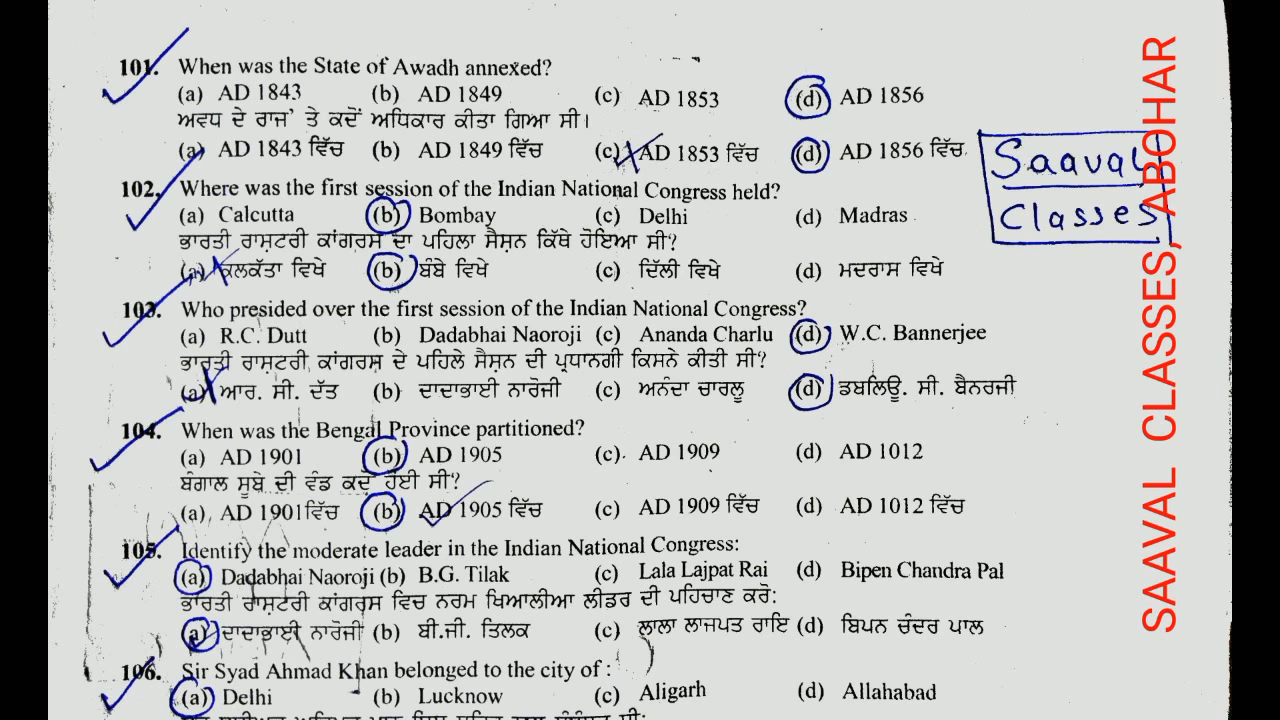 101. When was the State of Awadh annexed?
(a) AD 1843 (b) AD 1849 (c) AD 1853 (d) AD 1856
ਅਵਧ ਦੇ ਰਾਜ' ਤੇ ਕਦੋਂ ਅਧਿਕਾਰ ਕੀਤਾ ਗਿਆ ਸੀ।
(a) AD 1843 ਵਿੱਚ (b) AD 1849 ਵਿੱਚ (c) AD 1853 ਵਿੱਚ (d) AD 1856 ਵਿੱਚ.
Saaval
Classes
102. Where was the first session of the Indian National Congress held?
(a) Calcutta (b) Bombay (c) Delhi (d) Madras
ਭਾਰਤੀ ਰਾਸ਼ਟਰੀ ਕਾਂਗਰਸ ਦਾ ਪਹਿਲਾ ਸੈਸ਼ਨ ਕਿੱਥੇ ਹੋਇਆ ਸੀ?
(a) ਕਲਕੱਤਾ ਵਿਖੇ (b) ਬੰਬੇ ਵਿਖੇ (c) ਦਿੱਲੀ ਵਿਖੇ (d) ਮਦਰਾਸ ਵਿਖੇ
103. Who presided over the first session of the Indian National Congress?
(a) R.C. Dutt (b) Dadabhai Naoroji (c) Ananda Charlu (d) W.C. Bannerjee
ਭਾਰਤੀ ਰਾਸ਼ਟਰੀ ਕਾਂਗਰਸ ਦੇ ਪਹਿਲੇ ਸੈਸ਼ਨ ਦੀ ਪ੍ਰਧਾਨਗੀ ਕਿਸਨੇ ਕੀਤੀ ਸੀ?
(a) ਆਰ. ਸੀ. ਦੱਤ (b) ਦਾਦਾਭਾਈ ਨਾਰੋਜੀ (c) ਅਨੰਦਾ ਚਾਰਲੂ (d) ਡਬਲਿਊ. ਸੀ. ਬੈਨਰਜੀ
104. When was the Bengal Province partitioned?
(a) AD 1901 (b) AD 1905 (c) AD 1909 (d) AD 1012
ਬੰਗਾਲ ਸੂਬੇ ਦੀ ਵੰਡ ਕਦੋਂ ਹੋਈ ਸੀ?
(a) AD 1901ਵਿੱਚ (b) AD 1905 ਵਿੱਚ (c) AD 1909 ਵਿੱਚ (d) AD 1012 ਵਿੱਚ
105. Identify the moderate leader in the Indian National Congress:
(a) Dadabhai Naoroji (b) B.G. Tilak (c) Lala Lajpat Rai (d) Bipen Chandra Pal
ਭਾਰਤੀ ਰਾਸ਼ਟਰੀ ਕਾਂਗਰਸ ਵਿਚ ਨਰਮ ਖਿਆਲੀਆ ਲੀਡਰ ਦੀ ਪਹਿਚਾਣ ਕਰੋ:
(a) ਦਾਦਾਭਾਈ ਨਾਰੋਜੀ (b) ਬੀ.ਜੀ. ਤਿਲਕ (c) ਲਾਲਾ ਲਾਜਪਤ ਰਾਇ (d) ਬਿਪਨ ਚੰਦਰ ਪਾਲ
106. Sir Syad Ahmad Khan belonged to the city of :
(a) Delhi (b) Lucknow (c) Aligarh (d) Allahabad
SAAVAL CLASSES, ABOHAR